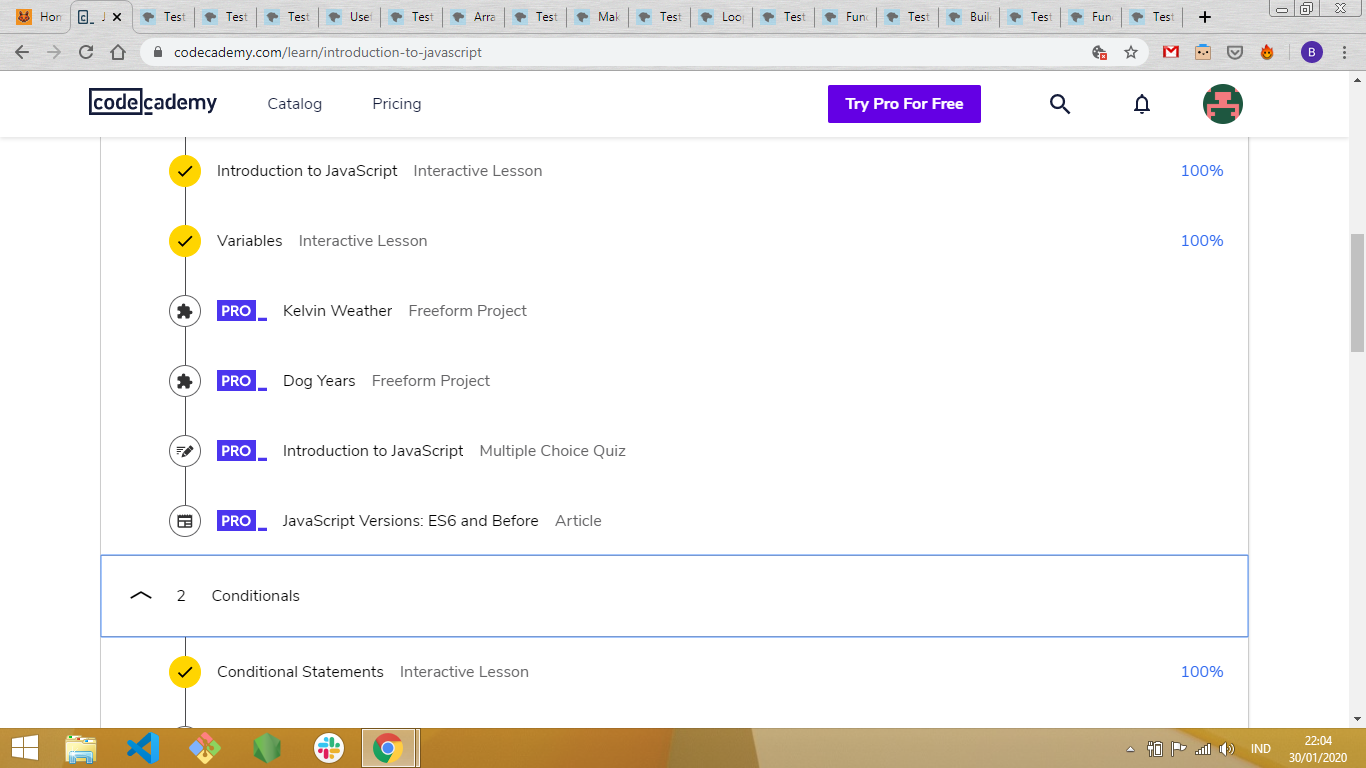 Hom
J
Test
Test
Test
Uset
Test
Arra
Test
Mak
Test
Loo
Test
Func
Test
Buil
Test
Func
Test
codecademy.com/learn/introduction-to-javascript
B
codecademy
Catalog
Pricing
Try Pro For Free
Introduction to JavaScript Interactive Lesson 100%
Variables Interactive Lesson 100%
PRO Kelvin Weather Freeform Project
PRO Dog Years Freeform Project
PRO Introduction to JavaScript Multiple Choice Quiz
PRO JavaScript Versions: ES6 and Before Article
2 Conditionals
Conditional Statements Interactive Lesson 100%
IND
22:04
30/01/2020